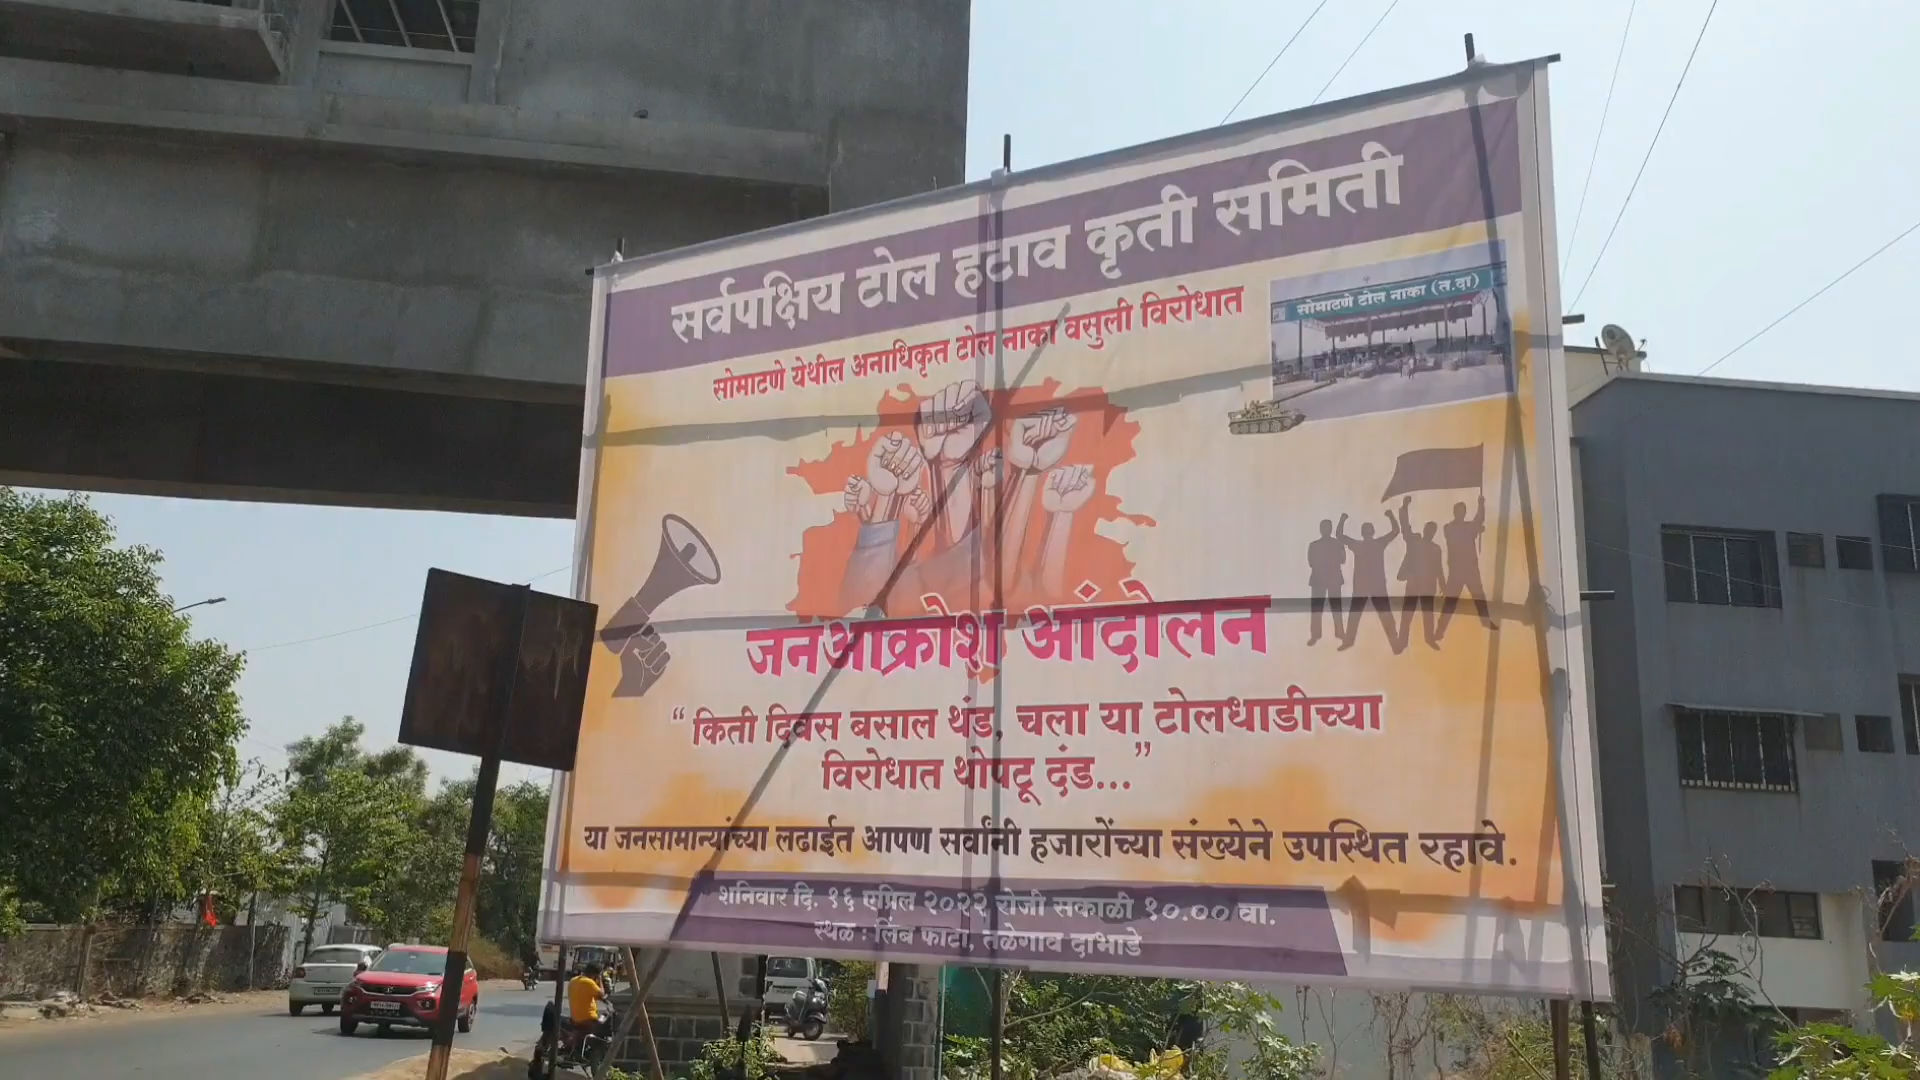 सर्वपक्षिय टोल हटाव कृती समिती
सोमाटणे येथील अनाधिकृत टोल नाका वसुली विरोधात
सोमाटणे टोल नाका (त.दा)
जनआक्रोश आंदोलन
“किती दिवस बसाल थंड, चला या टोलधाडीच्या
विरोधात थोपटू दंड...”
या जनसामान्यांच्या लढाईत आपण सर्वांनी हजारोंच्या संख्येने उपस्थित रहावे.
शनिवार दि. १६ एप्रिल २०२२ रोजी सकाळी १०.०० वा.
स्थळ : लिंब फाटा, तळेगाव दाभाडे